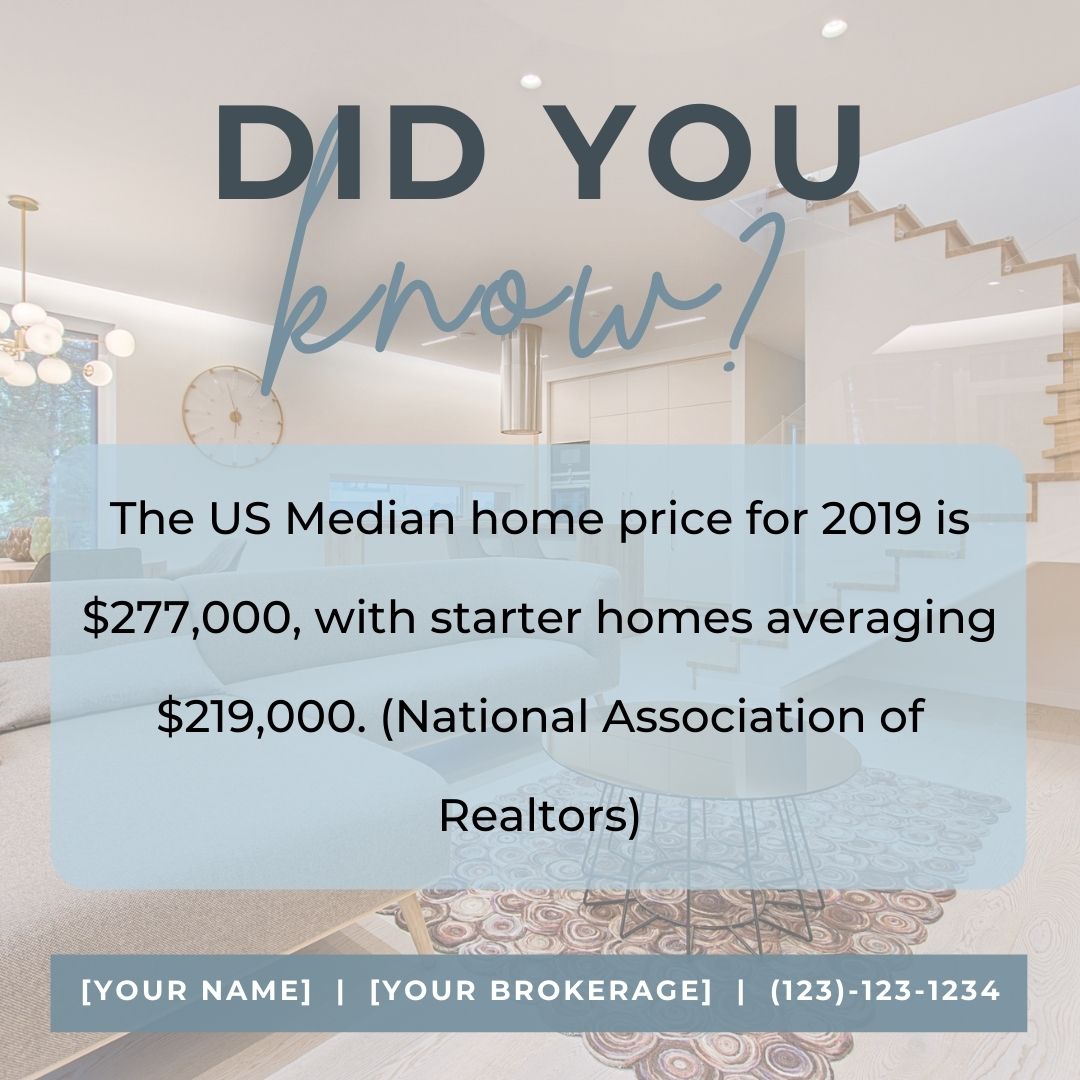 DID YOU
know?
The US Median home price for 2019 is
$277,000, with starter homes averaging
$219,000. (National Association of
Realtors)
[YOUR NAME] | [YOUR BROKERAGE] | (123)-123-1234